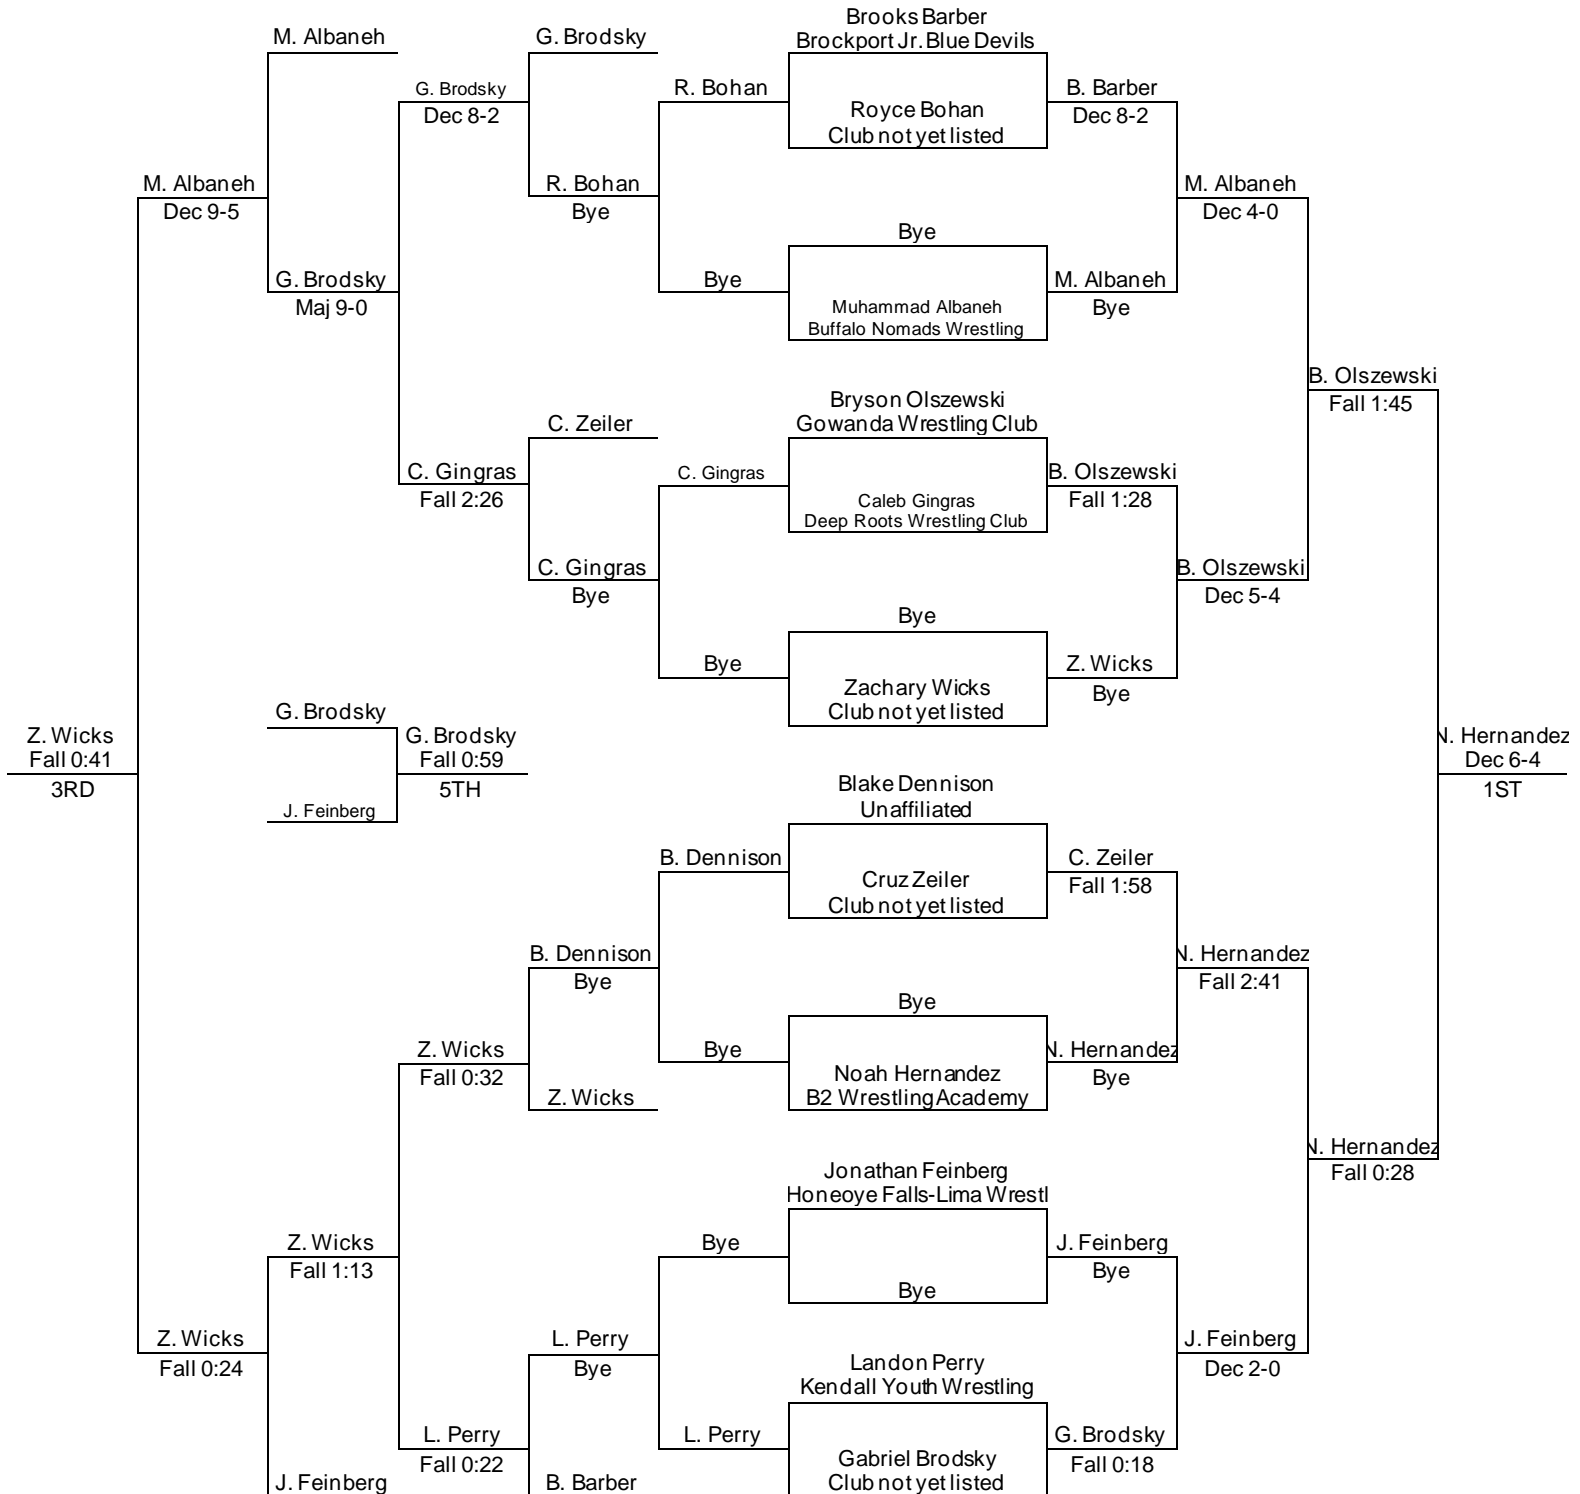 Brooks Barber
Brockport Jr. Blue Devils
M. Albaneh
G. Brodsky
G. Brodsky
Dec 8-2
R. Bohan
Royce Bohan
Club not yet listed
B. Barber
Dec 8-2
M. Albaneh
Dec 9-5
R. Bohan
Bye
M. Albaneh
Dec 4-0
Bye
G. Brodsky
Maj 9-0
Bye
Muhammad Albaneh
Buffalo Nomads Wrestling
M. Albaneh
Bye
B. Olszewski
Fall 1:45
Bryson Olszewski
Gowanda Wrestling Club
C. Zeiler
C. Gingras
Fall 2:26
C. Gingras
Caleb Gingras
Deep Roots Wrestling Club
B. Olszewski
Fall 1:28
C. Gingras
Bye
B. Olszewski
Dec 5-4
Bye
Bye
Zachary Wicks
Club not yet listed
Z. Wicks
Bye
G. Brodsky
Z. Wicks
Fall 0:41
3RD
G. Brodsky
Fall 0:59
5TH
J. Feinberg
N. Hernandez
Dec 6-4
1ST
Blake Dennison
Unaffiliated
B. Dennison
Cruz Zeiler
Club not yet listed
C. Zeiler
Fall 1:58
B. Dennison
Bye
N. Hernandez
Fall 2:41
Bye
Z. Wicks
Fall 0:32
Bye
Noah Hernandez
B2 Wrestling Academy
N. Hernandez
Bye
Z. Wicks
N. Hernandez
Fall 0:28
Jonathan Feinberg
Honeoye Falls-Lima Wrestl
Z. Wicks
Fall 1:13
Bye
J. Feinberg
Bye
Bye
Z. Wicks
Fall 0:24
L. Perry
Bye
J. Feinberg
Dec 2-0
Landon Perry
Kendall Youth Wrestling
L. Perry
Fall 0:22
L. Perry
Gabriel Brodsky
Club not yet listed
G. Brodsky
Fall 0:18
J. Feinberg
B. Barber